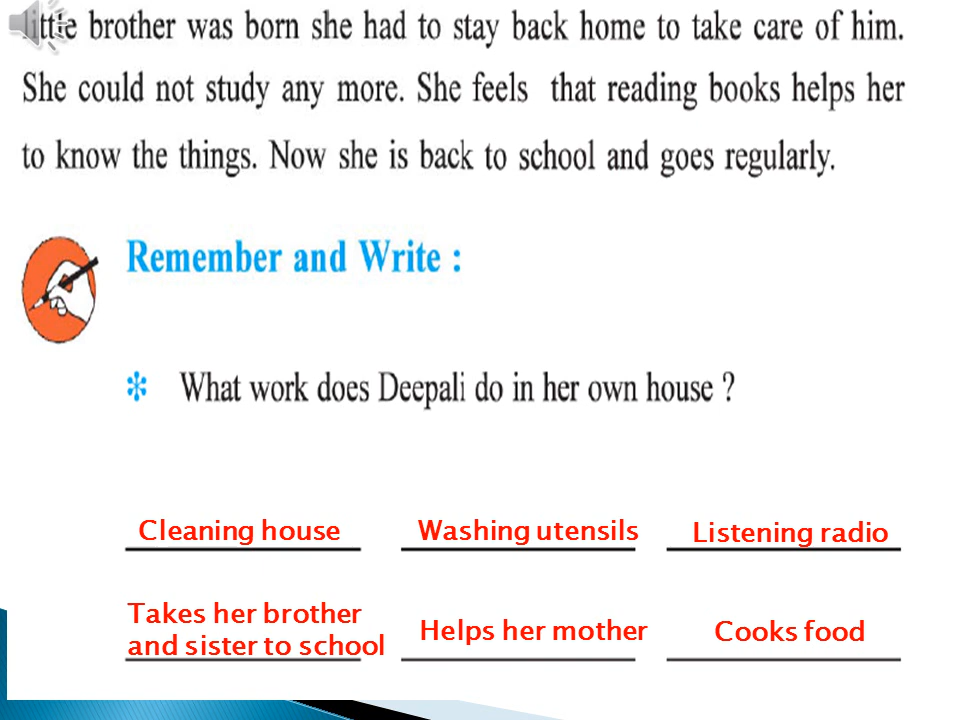 little brother was born she had to stay back home to take care of him.
She could not study any more. She feels that reading books helps her
to know the things. Now she is back to school and goes regularly.
Remember and Write :
✻ What work does Deepali do in her own house ?
Cleaning house Washing utensils Listening radio
Takes her brother
and sister to school Helps her mother Cooks food